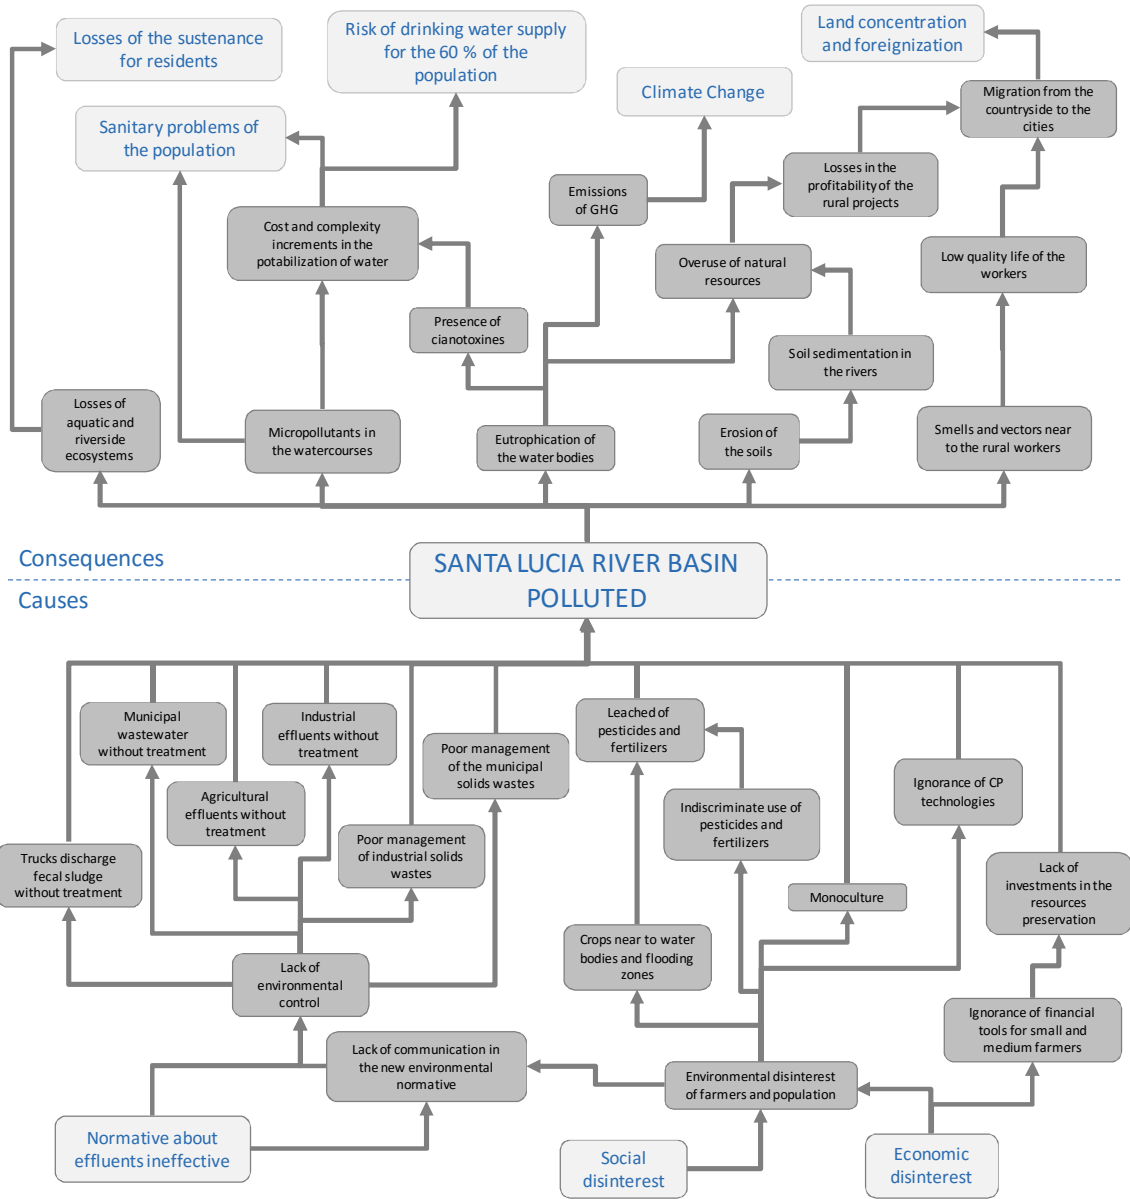 Losses of the sustenance
for residents
Risk of drinking water supply
for the 60 % of the
population
Land concentration
and foreignization
Climate Change
Migration from the
countryside to the
cities
Sanitary problems of
the population
Losses in the
profitability of the
rural projects
Emissions
of GHG
Cost and complexity
increments in the
potabilization of water
Overuse of natural
resources
Low quality life of the
workers
Presence of
cianotoxines
Soil sedimentation in
the rivers
Losses of
aquatic and
riverside
ecosystems
Micropollutants in
the watercourses
Eutrophication of
the water bodies
Erosion of
the soils
Smells and vectors near
to the rural workers
Consequences
SANTA LUCIA RIVER BASIN
POLLUTED
Causes
Municipal
wastewater
without treatment
Industrial
effluents without
treatment
Leached of
pesticides and
fertilizers
Poor management
of the municipal
solids wastes
Ignorance of CP
technologies
Agricultural
effluents without
treatment
Indiscriminate use of
pesticides and
fertilizers
Poor management
of industrial solids
wastes
Trucks discharge
fecal sludge
without treatment
Lack of
investments in the
resources
preservation
Monoculture
Crops near to water
bodies and flooding
zones
Lack of
environmental
control
Ignorance of financial
tools for small and
medium farmers
Lack of communication in
the new environmental
normative
Environmental disinterest
of farmers and population
Normative about
effluents ineffective
Social
disinterest
Economic
disinterest